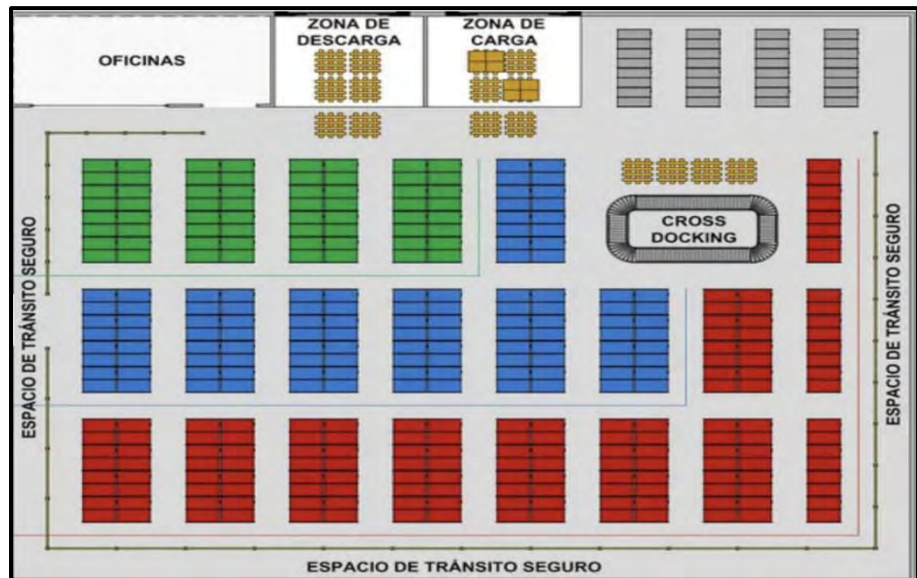 OFICINAS
ZONA DE
DESCARGA
ZONA DE
CARGA
CROSS
DOCKING
ESPACIO DE TRÁNSITO SEGURO
ESPACIO DE TRÁNSITO SEGURO
ESPACIO DE TRÁNSITO SEGURO